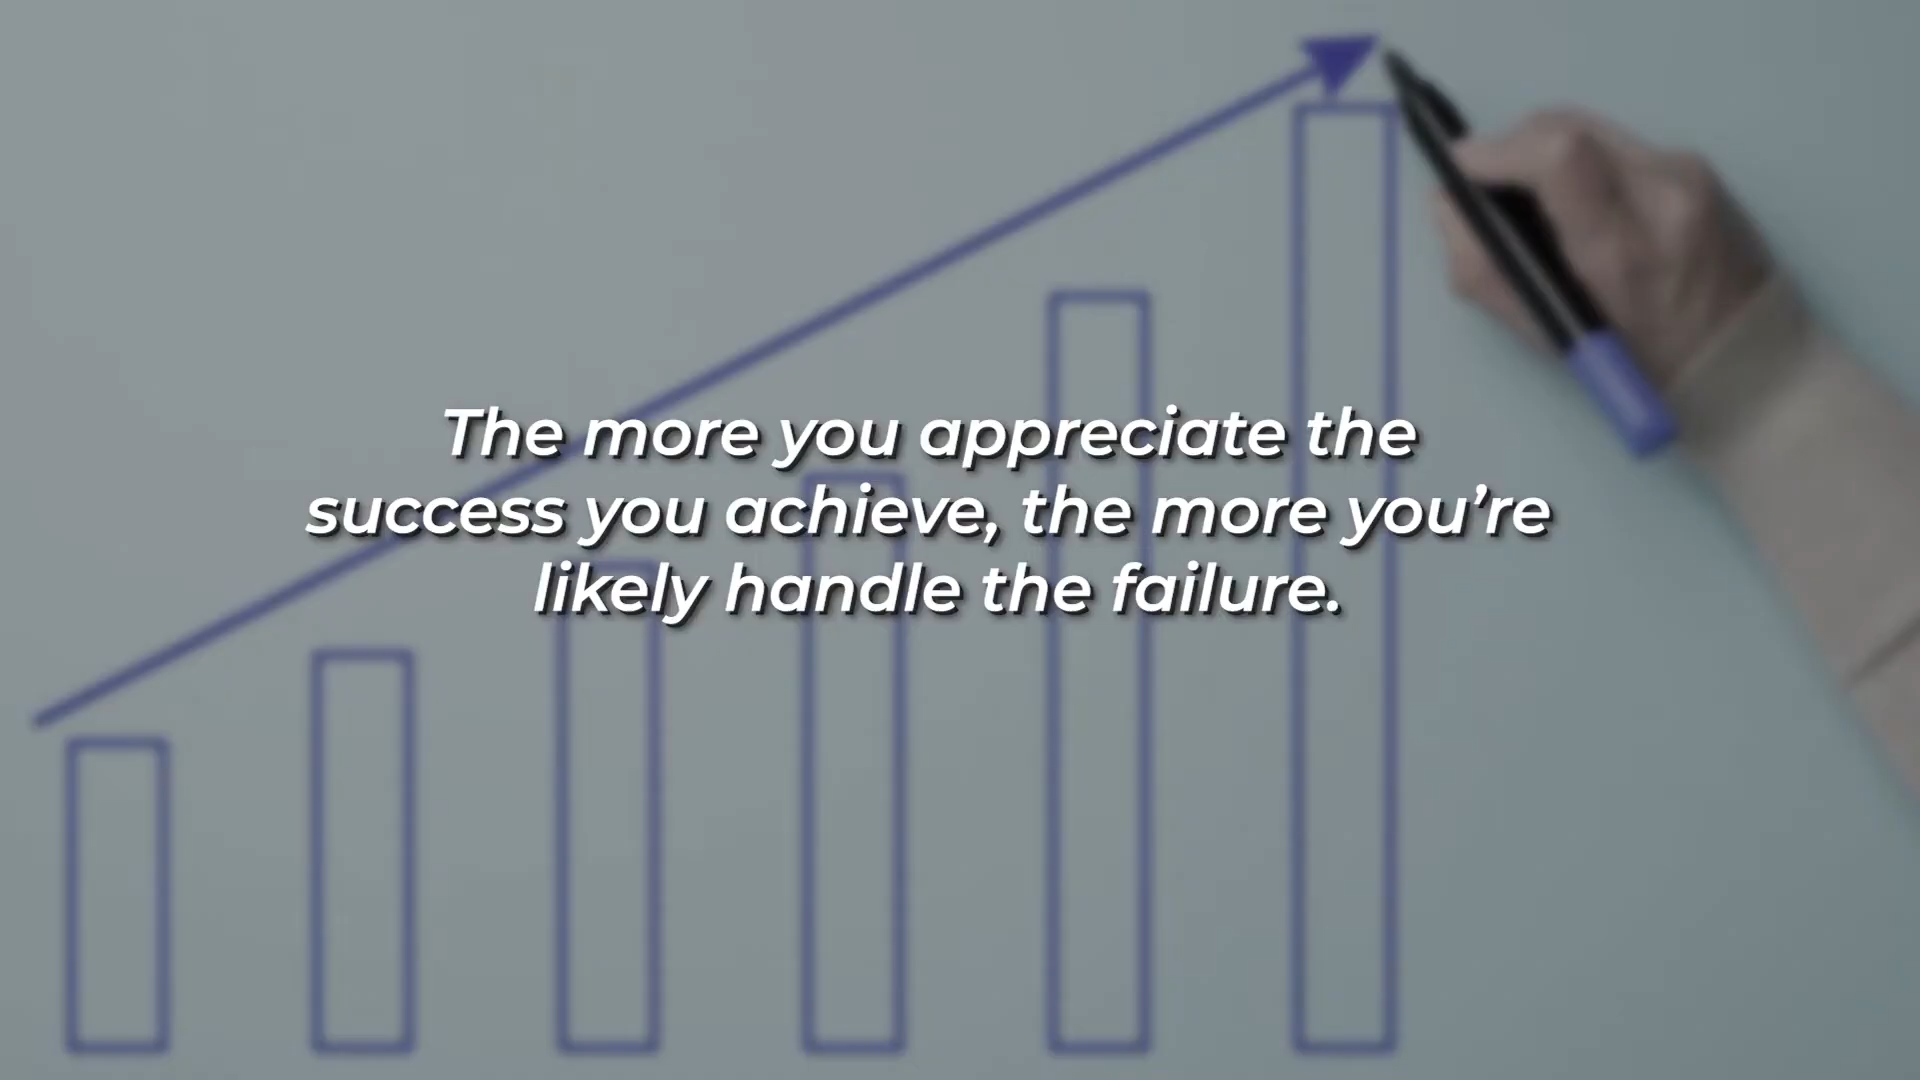 The more you appreciate the
success you achieve, the more you’re
likely handle the failure.